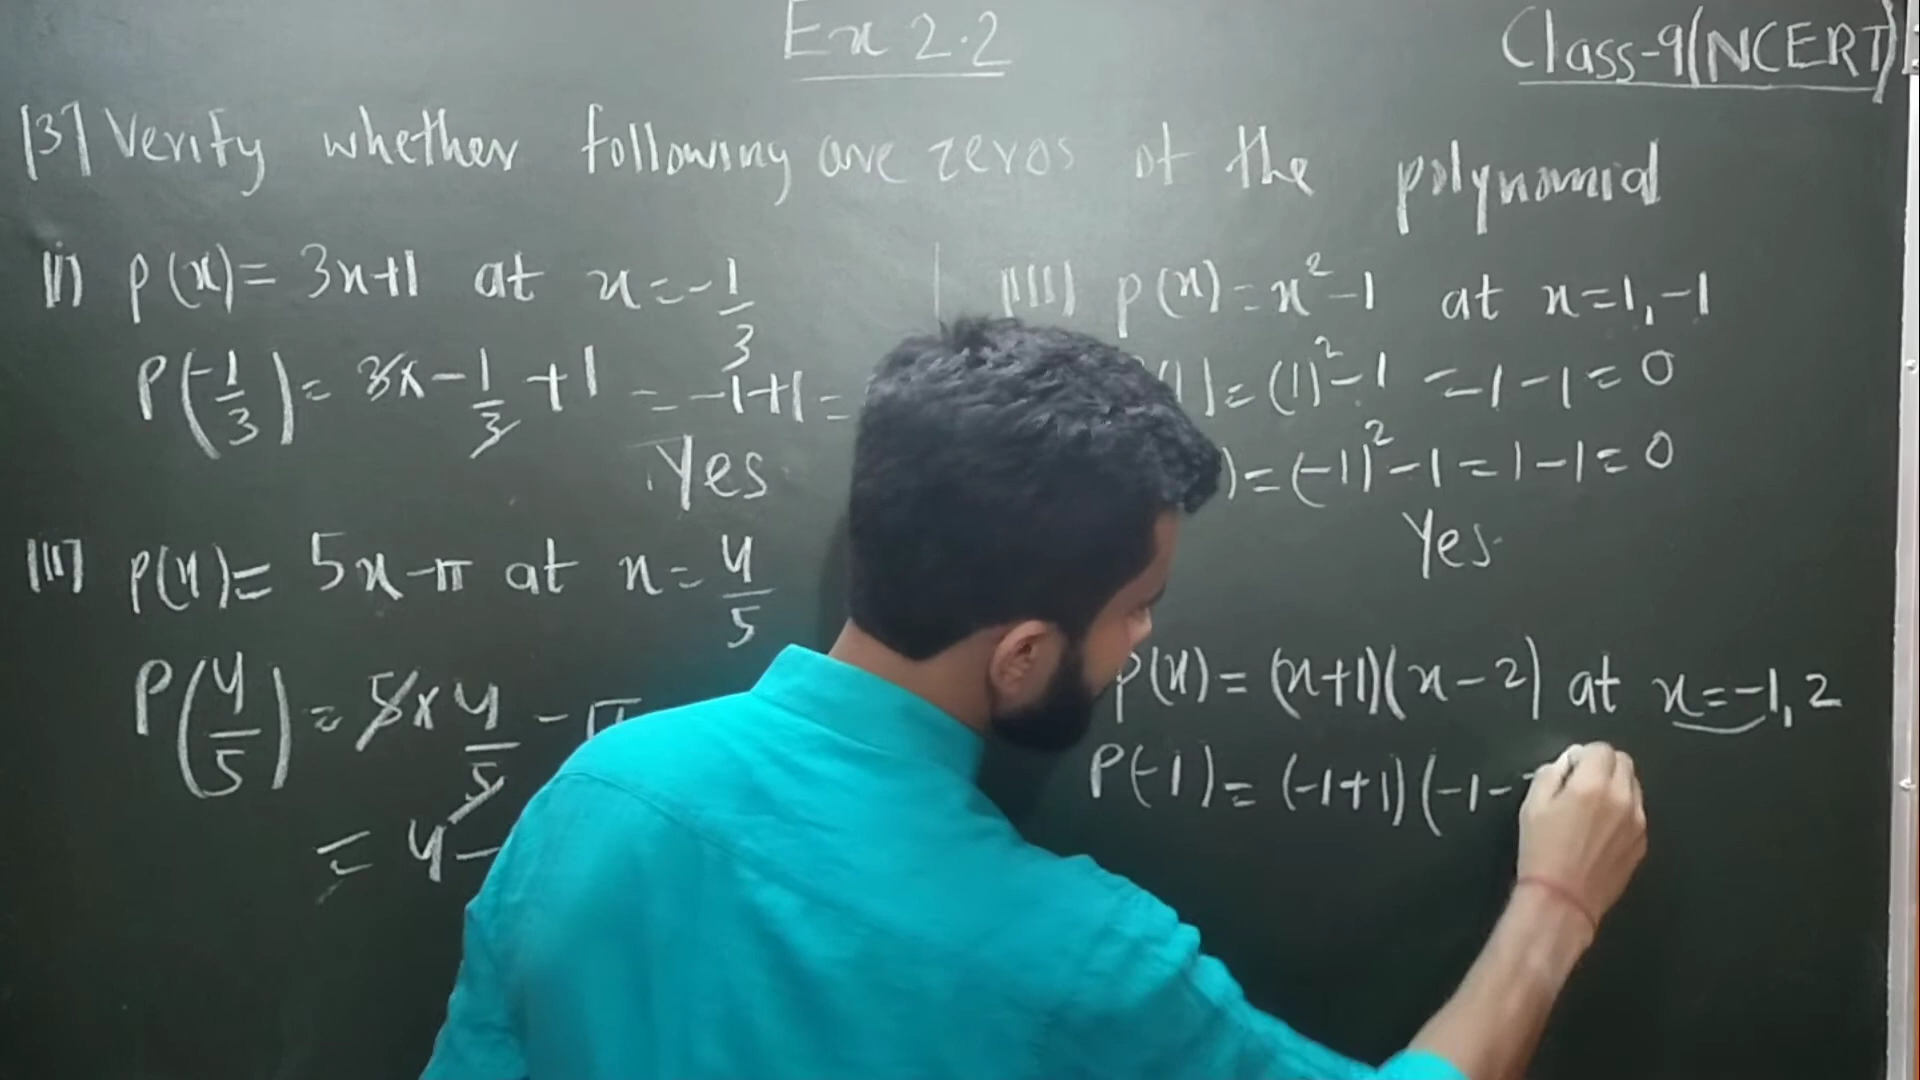 Ex 2.2
Class-9(NCERT)
[3] Verify whether following are zeros of the polynomial
(i) p(x) = 3x+1 at x = -1/3
P(-1/3) = 3x-1/3 +1 = -1+1 =
Yes
(ii) p(x) = 5x-π at x = 4/5
P(4/5) = 5x4/5 - π
= 4-
(iii) p(x) = x²-1 at x=1,-1
1) = (1)²-1 = -1-1=0
) = (-1)²-1 = 1-1=0
Yes
p(x) = (x+1)(x-2) at x=-1,2
P(-1) = (-1+1)(-1-